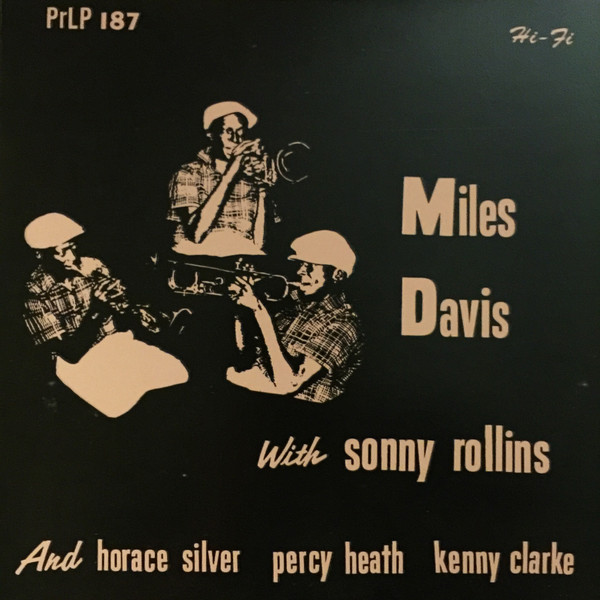 PrLP 187
Hi-Fi
Miles
Davis
With sonny rollins
And horace silver percy heath kenny clarke